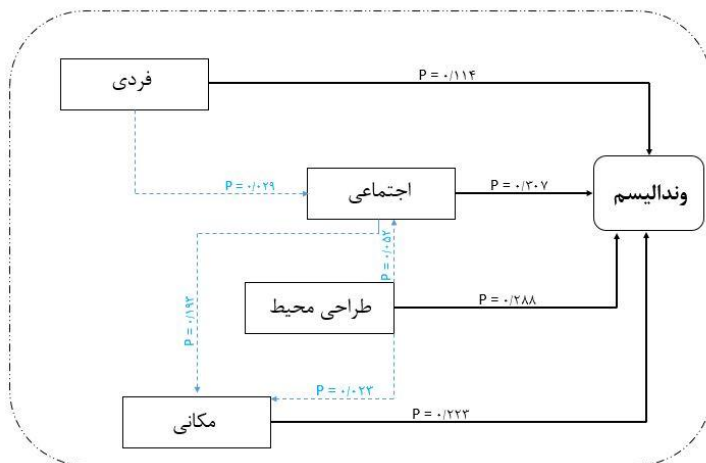 P = ۰/۱۱۴
فردی
P = ۰/۰۲۹
اجتماعی
P = ۰/۳۰۷
وندالیسم
P = ۰/۰۵۲
P = ۰/۱۹۳
طراحی محیط
P = ۰/۲۸۸
P = ۰/۰۲۳
مکانی
P = ۰/۲۲۳